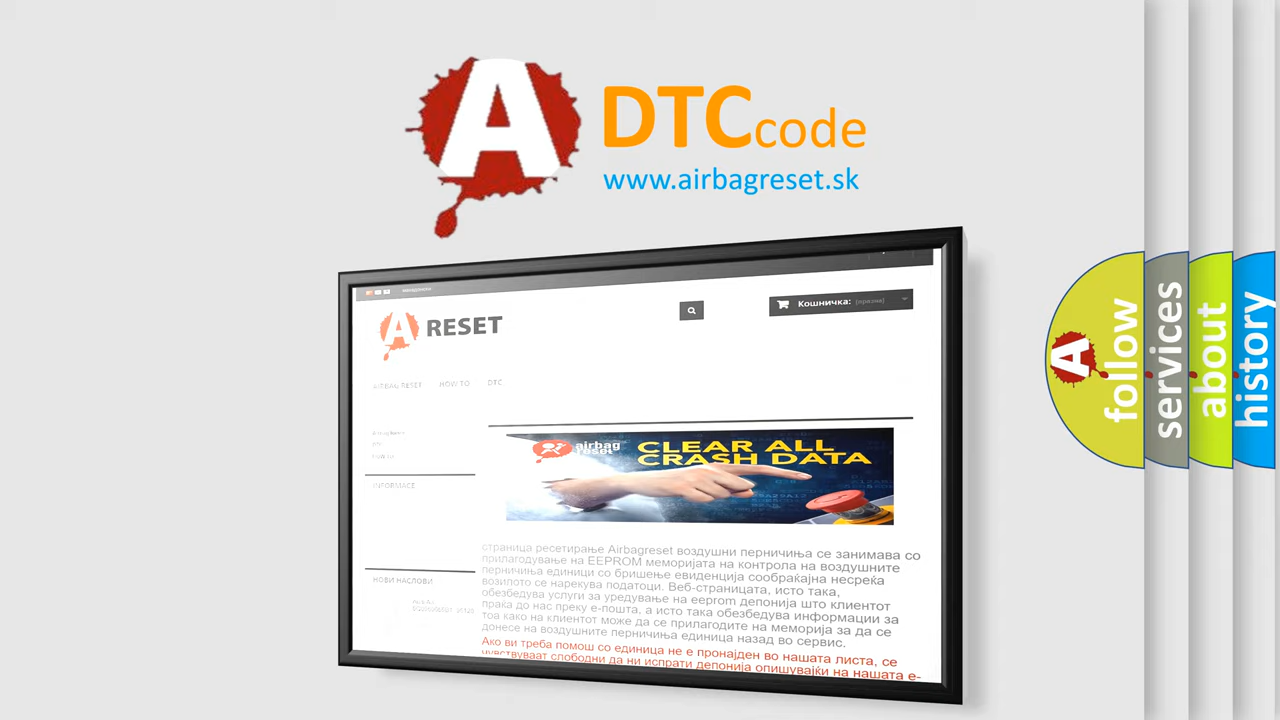 A DTC code
www.airbagreset.sk
A RESET
Кошничка: (празни)
AIRBAG RESET HOW TO DTC
INFORMACE
НОВИ НАСЛОВИ
airbag
reset
CLEAR ALL
CRASH DATA
страница ресетирање Airbagreset воздушни перничиња се занимава со
прилагодување на EEPROM меморијата на контрола на воздушните
перничиња единици со бришење евиденција сообраќајна несреќа
возилото се нарекува податоци. Веб-страницата, исто така,
обезбедува услуги за уредување на eeprom депонија што клиентот
праќа до нас преку е-пошта, а исто така обезбедува информации за
тоа како на клиентот може да се прилагодите на меморија за да се
донесе на воздушните перничиња единица назад во сервис.
Ако ви треба помош со единица не е пронајден во нашата листа, се
чувствуваат слободни да ни испрати депонија опишувајќи на нашата е-
A follow
services
about
history